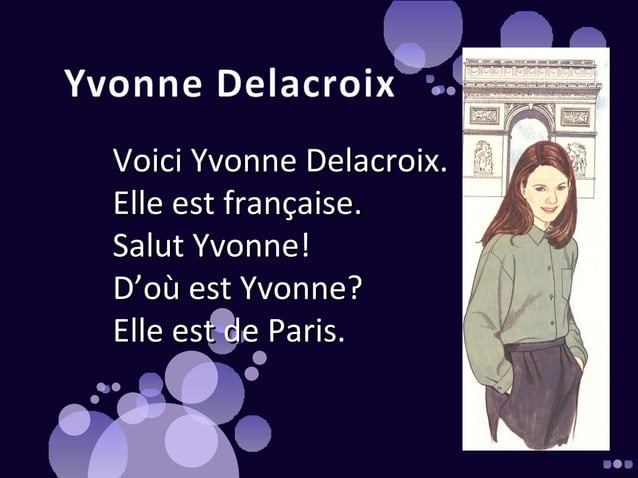 Yvonne Delacroix
Voici Yvonne Delacroix.
Elle est française.
Salut Yvonne!
D’où est Yvonne?
Elle est de Paris.